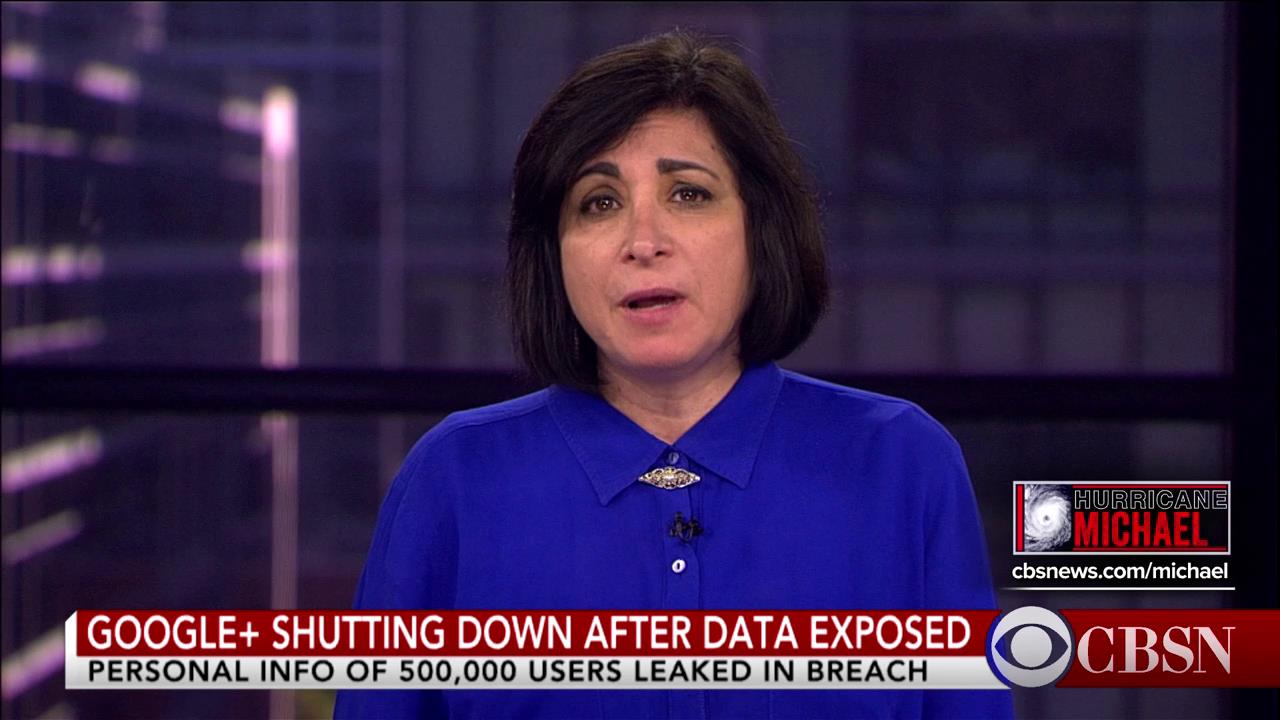 HURRICANE
MICHAEL
cbsnews.com/michael
GOOGLE+ SHUTTING DOWN AFTER DATA EXPOSED
PERSONAL INFO OF 500,000 USERS LEAKED IN BREACH
CBSN